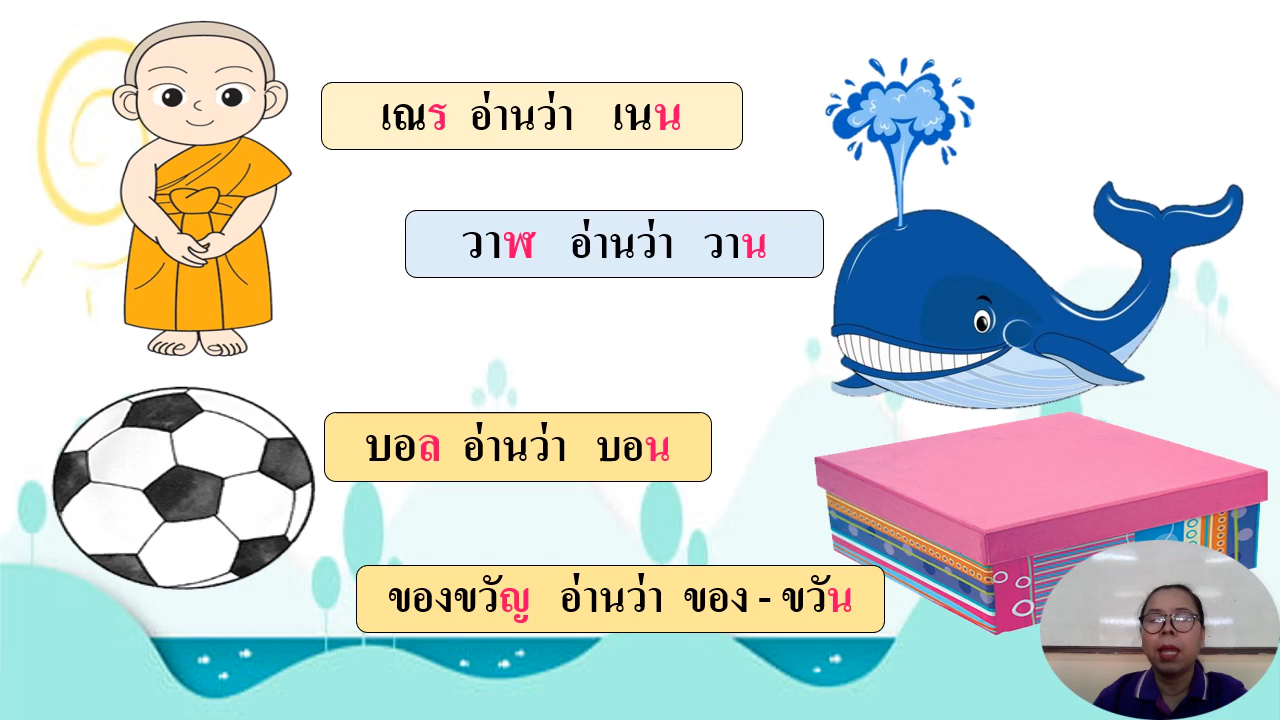 เณร อ่านว่า เนน
วาฬ อ่านว่า วาน
บอล อ่านว่า บอน
ของขวัญ อ่านว่า ของ - ขวัน